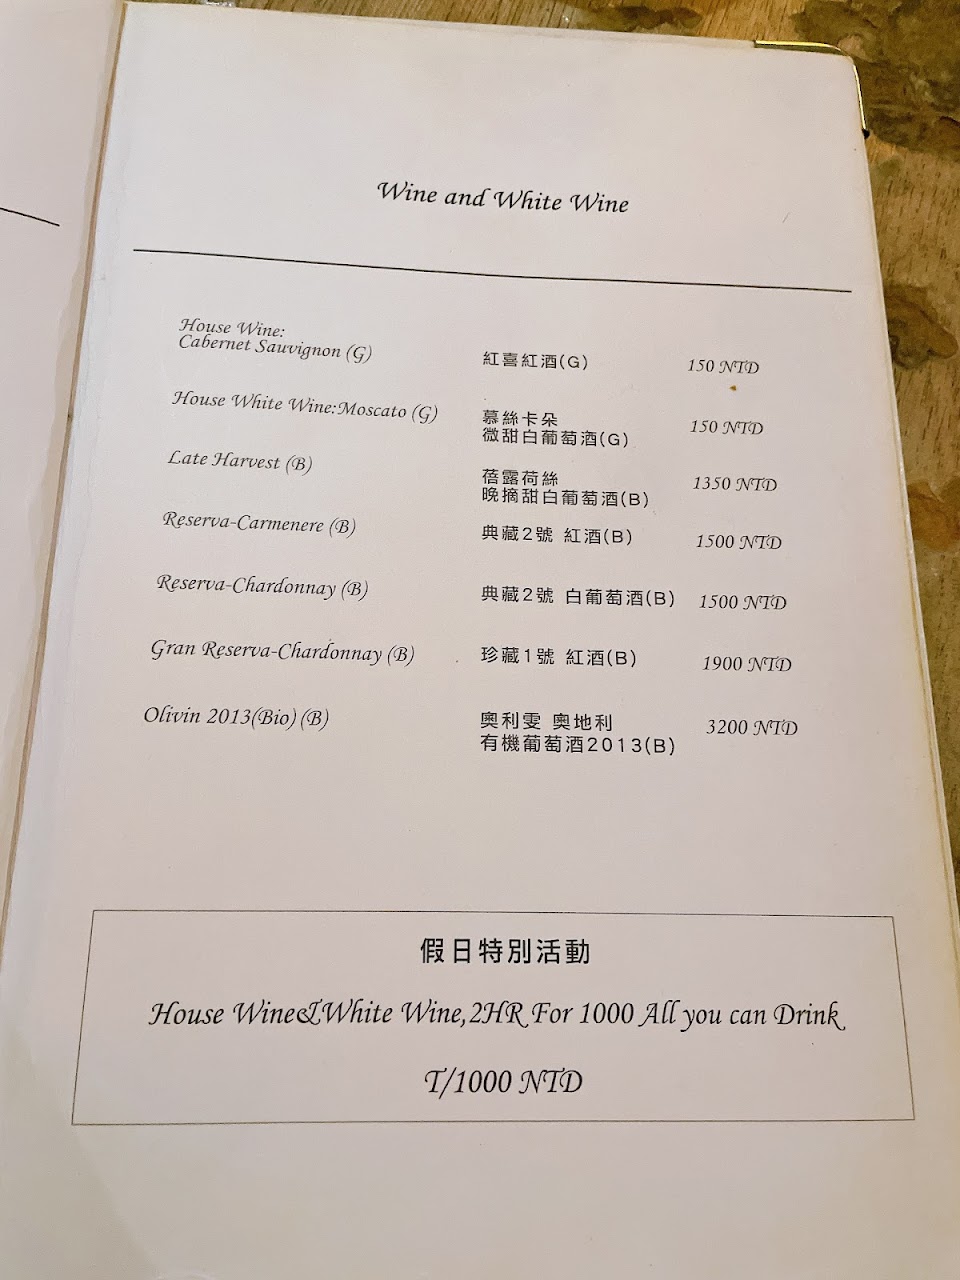 Wine and White Wine
House Wine:
Cabernet Sauvignon (G)
紅喜紅酒(G)
150 NTD
House White Wine:Moscato (G)
慕絲卡朵
微甜白葡萄酒(G)
150 NTD
Late Harvest (B)
蓓露荷絲
晚摘甜白葡萄酒(B)
1350 NTD
Reserva-Carmenere (B)
典藏2號 紅酒(B)
1500 NTD
Reserva-Chardonnay (B)
典藏2號 白葡萄酒(B)
1500 NTD
Gran Reserva-Chardonnay (B)
珍藏1號 紅酒(B)
1900 NTD
Olivin 2013(Bio) (B)
奧利雯 奧地利
有機葡萄酒2013(B)
3200 NTD
假日特別活動
House Wine&White Wine,2HR For 1000 All you can Drink
T/1000 NTD